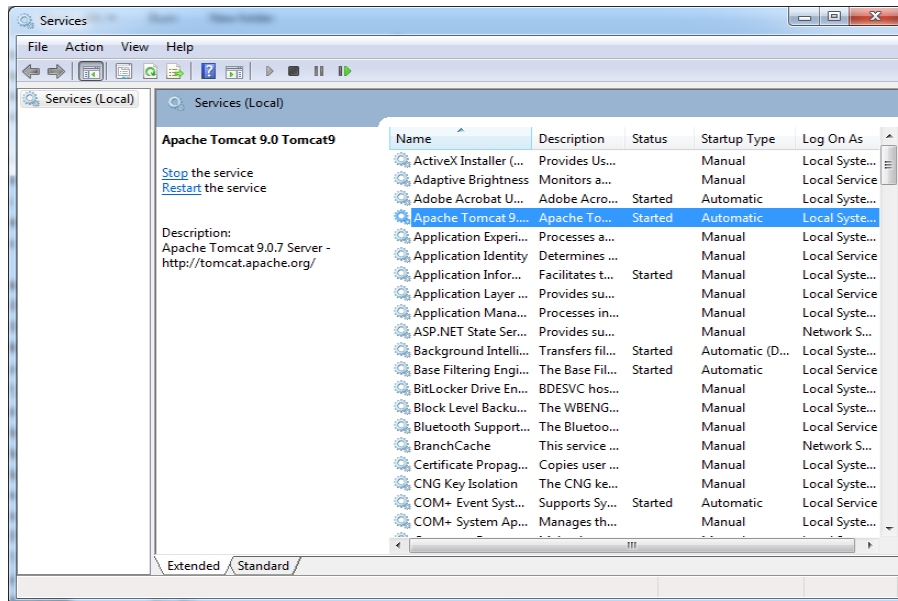 Services
File Action View Help
Services (Local)
Services (Local)
Apache Tomcat 9.0 Tomcat9
Stop the service
Restart the service
Description:
Apache Tomcat 9.0.7 Server -
http://tomcat.apache.org/
Name Description Status Startup Type Log On As
ActiveX Installer (... Provides Us... Manual Local Syste...
Adaptive Brightness Monitors a... Manual Local Service
Adobe Acrobat U... Adobe Acro... Started Automatic Local Syste...
Apache Tomcat 9.... Apache To... Started Automatic Local Syste...
Application Experi... Processes a... Manual Local Syste...
Application Identity Determines ... Manual Local Service
Application Infor... Facilitates t... Started Manual Local Syste...
Application Layer ... Provides su... Manual Local Service
Application Mana... Processes in... Manual Local Syste...
ASP.NET State Ser... Provides su... Manual Network S...
Background Intelli... Transfers fil... Started Automatic (D... Local Syste...
Base Filtering Engi... The Base Fil... Started Automatic Local Service
BitLocker Drive En... BDESVC hos... Manual Local Syste...
Block Level Backu... The WBENG... Manual Local Syste...
Bluetooth Support... The Bluetoo... Manual Local Service
BranchCache This service ... Manual Network S...
Certificate Propag... Copies user ... Manual Local Syste...
CNG Key Isolation The CNG ke... Manual Local Syste...
COM+ Event Syst... Supports Sy... Started Automatic Local Service
COM+ System Ap... Manages th... Manual Local Syste...
Extended Standard